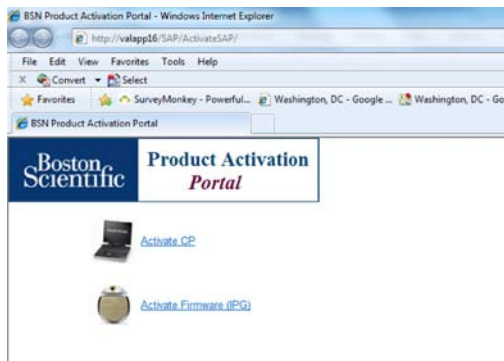 BSN Product Activation Portal - Windows Internet Explorer
http://valapp16/SAP/ActivateSAP/
File Edit View Favorites Tools Help
X Convert Select
Favorites SurveyMonkey - Powerful... Washington, DC - Google ... Washington, DC - Go
BSN Product Activation Portal
Boston
Scientific
Product Activation
Portal
Activate CP
Activate Firmware (IPG)